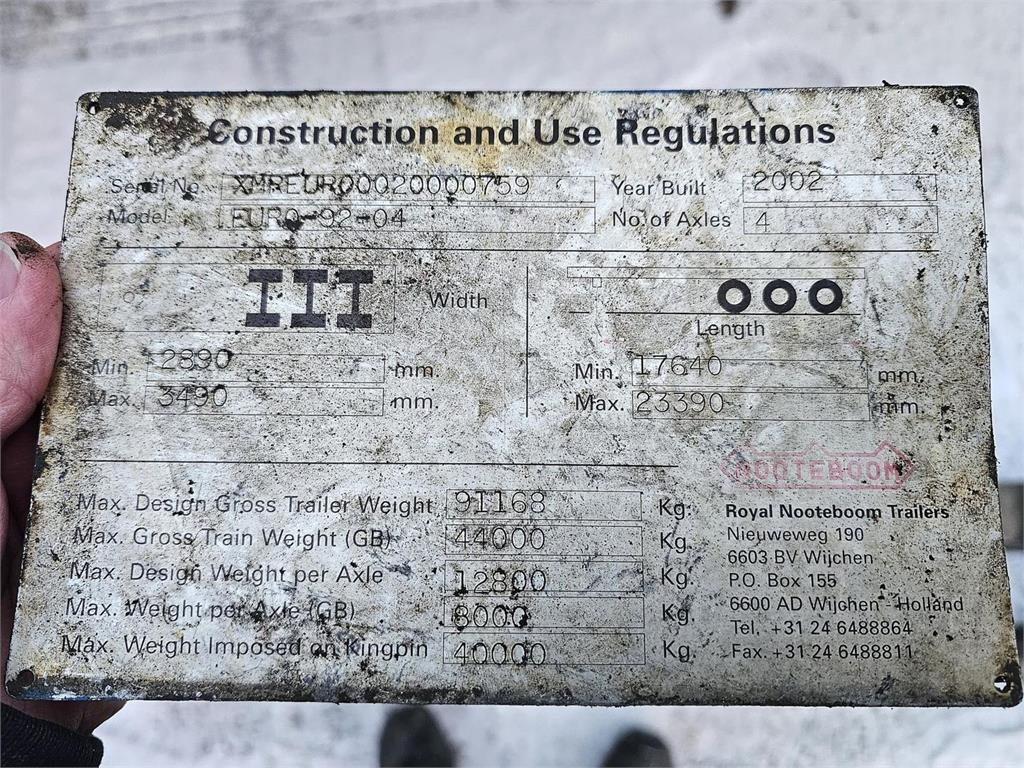 Construction and Use Regulations
Serial No. XMREUR00020000759 Year Built 2002
Model EURO-92-04 No. of Axles 4
Width
Length
Min. 2890 mm. Min. 17640 mm.
Max. 3490 mm. Max. 23390 mm.
NOOTEBOOM
Max. Design Gross Trailer Weight 91168 Kg.
Max. Gross Train Weight (GB) 44000 Kg.
Max. Design Weight per Axle 12800 Kg.
Max. Weight per Axle (GB) 8000 Kg.
Max. Weight Imposed on Kingpin 40000 Kg.
Royal Nooteboom Trailers
Nieuweweg 190
6603 BV Wijchen
P.O. Box 155
6600 AD Wijchen - Holland
Tel. +31 24 6488864
Fax. +31 24 6488811